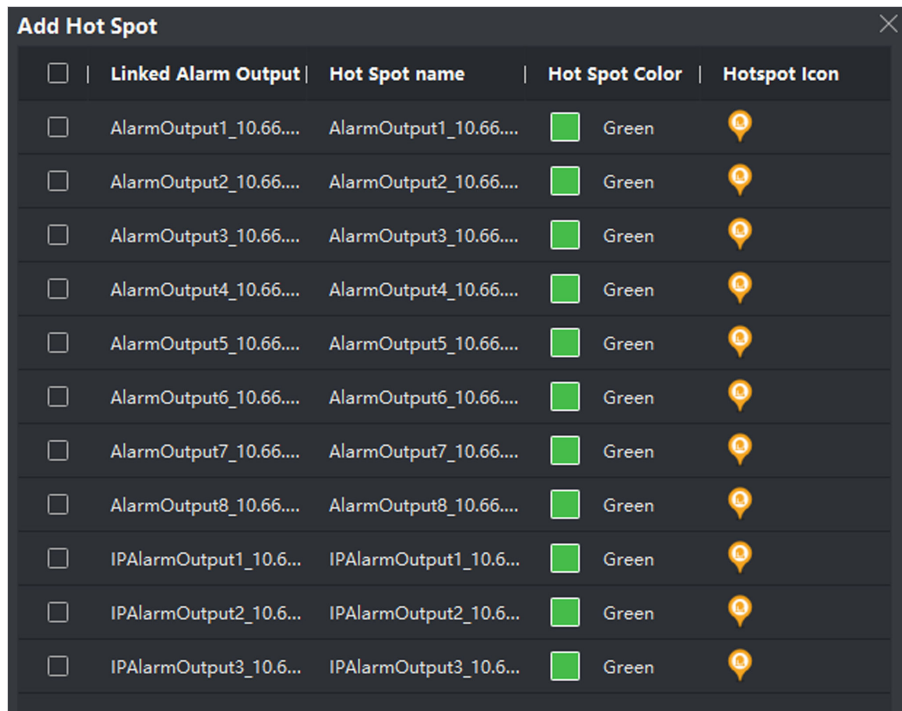 Add Hot Spot
| Linked Alarm Output | Hot Spot name | Hot Spot Color | Hotspot Icon
AlarmOutput1_10.66.... AlarmOutput1_10.66.... Green
AlarmOutput2_10.66.... AlarmOutput2_10.66.... Green
AlarmOutput3_10.66.... AlarmOutput3_10.66.... Green
AlarmOutput4_10.66.... AlarmOutput4_10.66.... Green
AlarmOutput5_10.66.... AlarmOutput5_10.66.... Green
AlarmOutput6_10.66.... AlarmOutput6_10.66.... Green
AlarmOutput7_10.66.... AlarmOutput7_10.66.... Green
AlarmOutput8_10.66.... AlarmOutput8_10.66.... Green
IPAlarmOutput1_10.6... IPAlarmOutput1_10.6... Green
IPAlarmOutput2_10.6... IPAlarmOutput2_10.6... Green
IPAlarmOutput3_10.6... IPAlarmOutput3_10.6... Green